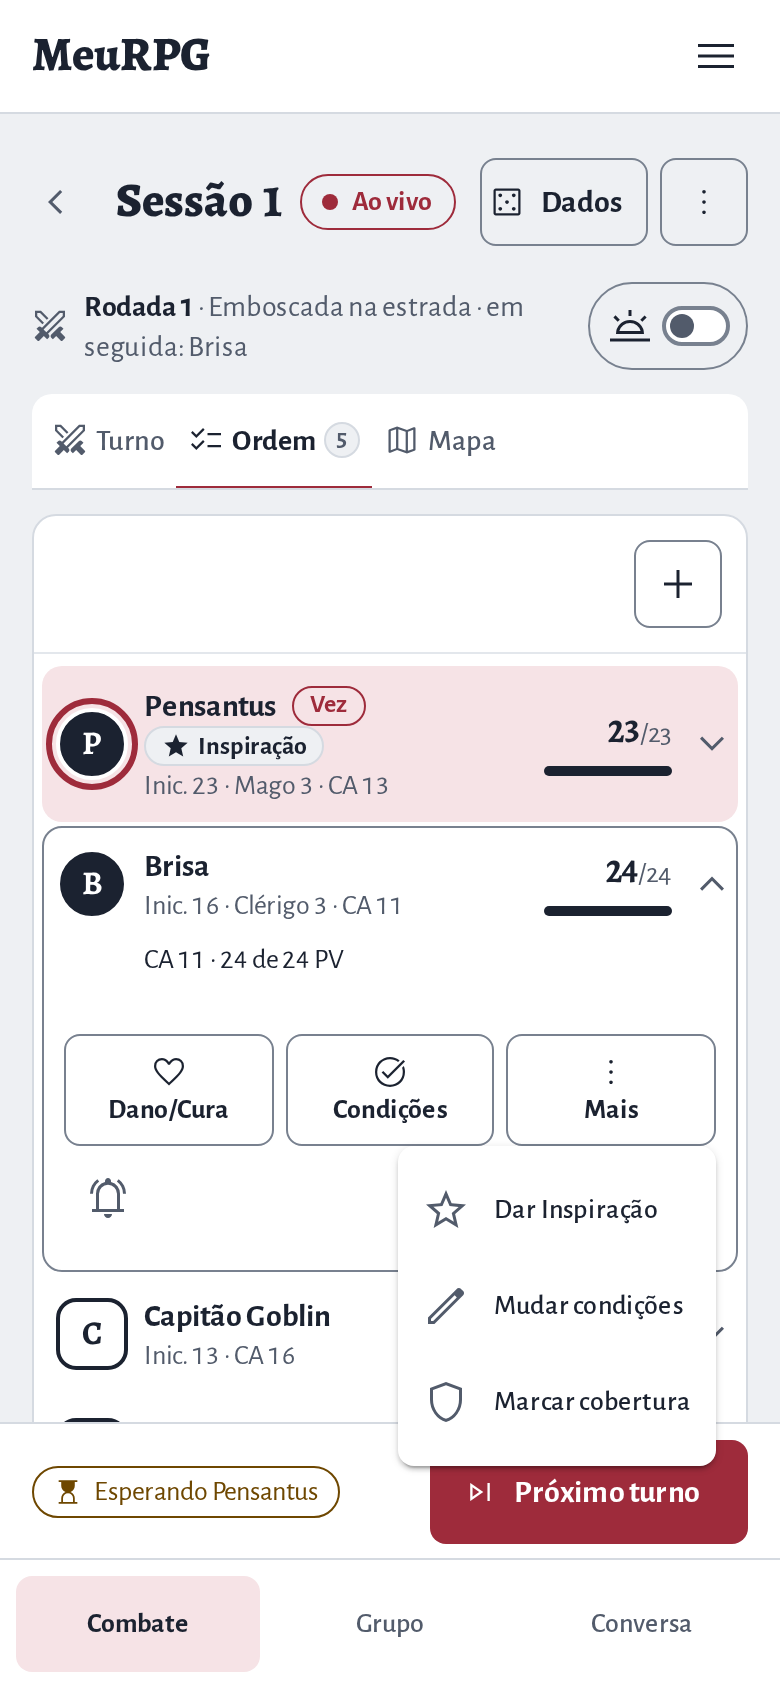 MeuRPG
Sessão 1
Ao vivo
Dados
Rodada 1 · Emboscada na estrada · em
seguida: Brisa
Turno
Ordem 5
Mapa
P
Pensantus Vez
Inspiração
Inic. 23 · Mago 3 · CA 13
23/23
B
Brisa
Inic. 16 · Clérigo 3 · CA 11
24/24
CA 11 · 24 de 24 PV
Dano/Cura
Condições
Mais
Dar Inspiração
Mudar condições
Marcar cobertura
C
Capitão Goblin
Inic. 13 · CA 16
Esperando Pensantus
Próximo turno
Combate
Grupo
Conversa